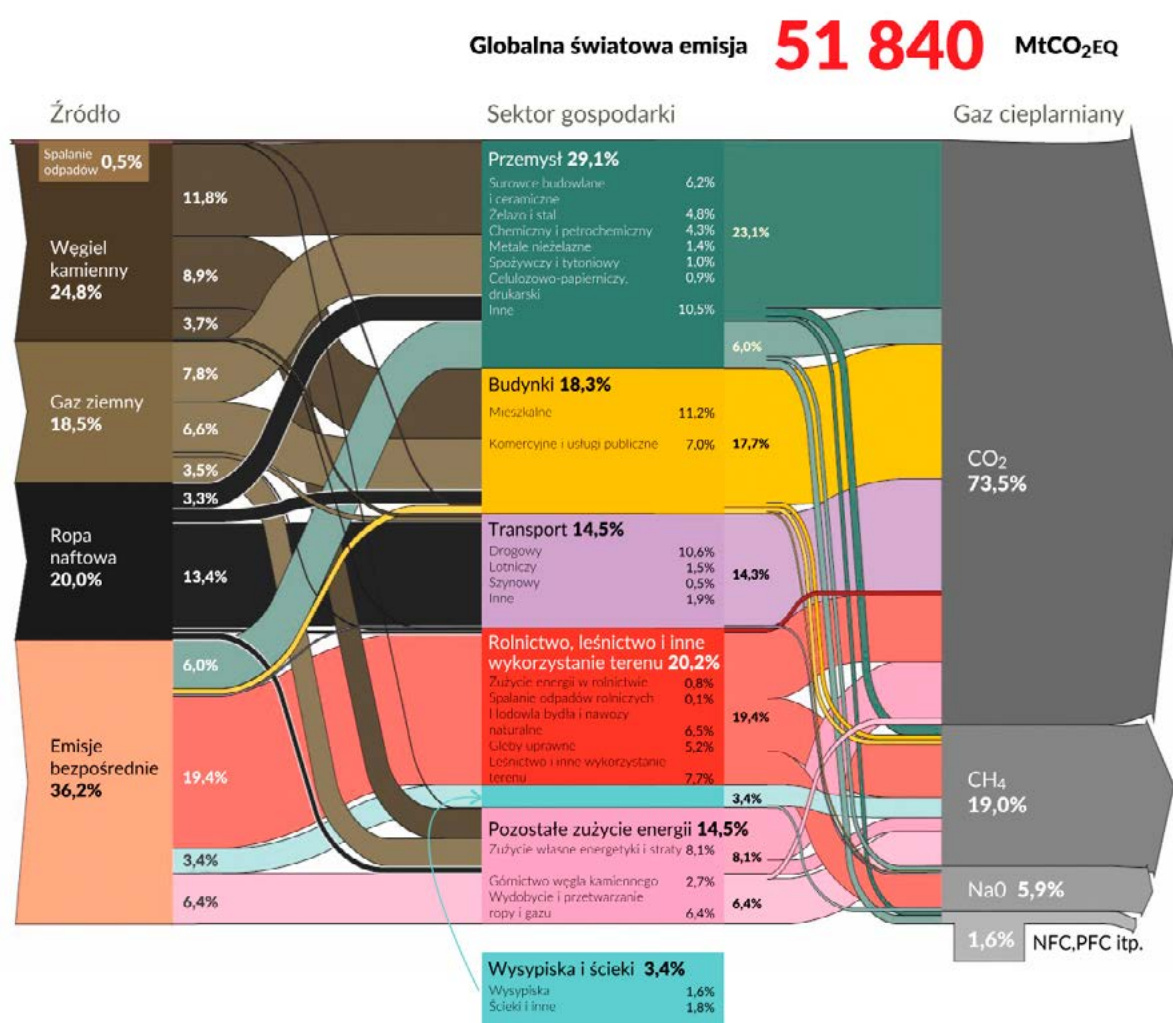 Globalna światowa emisja 51 840 MtCO₂EQ
Źródło
Sektor gospodarki
Gaz cieplarniany
Spalanie
odpadów 0,5%
Węgiel
kamienny
24,8%
Gaz ziemny
18,5%
Ropa
naftowa
20,0%
Emisje
bezpośrednie
36,2%
11,8%
8,9%
3,7%
7,8%
6,6%
3,5%
3,3%
13,4%
6,0%
19,4%
3,4%
6,4%
Przemysł 29,1%
Surowce budowlane 6,2%
i ceramiczne
Żelazo i stal 4,8%
Chemiczny i petrochemiczny 4,3%
Metale nieżelazne 1,4%
Spożywczy i tytoniowy 1,0%
Celulozowo-papierniczy, 0,9%
drukarski
Inne 10,5%
Budynki 18,3%
Mieszkalne 11,2%
Komercyjne i usługi publiczne 7,0%
Transport 14,5%
Drogowy 10,6%
Lotniczy 1,5%
Szynowy 0,5%
Inne 1,9%
Rolnictwo, leśnictwo i inne
wykorzystanie terenu 20,2%
Zużycie energii w rolnictwie 0,8%
Spalanie odpadów rolniczych 0,1%
Hodowla bydła i nawozy
naturalne 6,5%
Gleby uprawne 5,2%
Leśnictwo i inne wykorzystanie
terenu 7,7%
Pozostałe zużycie energii 14,5%
Zużycie własne energetyki i straty 8,1%
Górnictwo węgla kamiennego 2,7%
Wydobycie i przetwarzanie
ropy i gazu 6,4%
Wysypiska i ścieki 3,4%
Wysypiska 1,6%
Ścieki i inne 1,8%
23,1%
6,0%
17,7%
14,3%
19,4%
3,4%
8,1%
6,4%
CO₂
73,5%
CH₄
19,0%
Na0 5,9%
1,6% NFC,PFC itp.